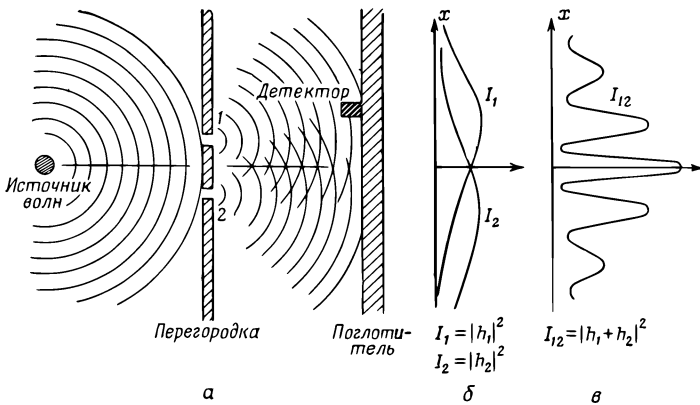 Источник
волн
1
2
Детектор
Перегородка
Поглоти-
тель
а
x
I₁
I₂
I₁ = |h₁|²
I₂ = |h₂|²
б
x
I₁₂
I₁₂ = |h₁ + h₂|²
в